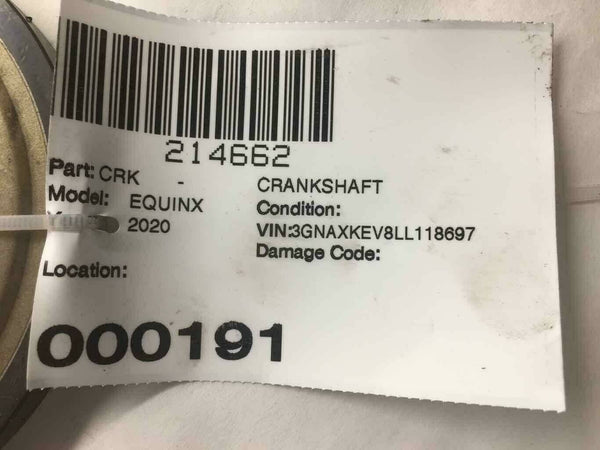 214662
Part: CRK - CRANKSHAFT
Model: EQUINX Condition:
2020 VIN:3GNAXKEV8LL118697
Location: Damage Code:
000191